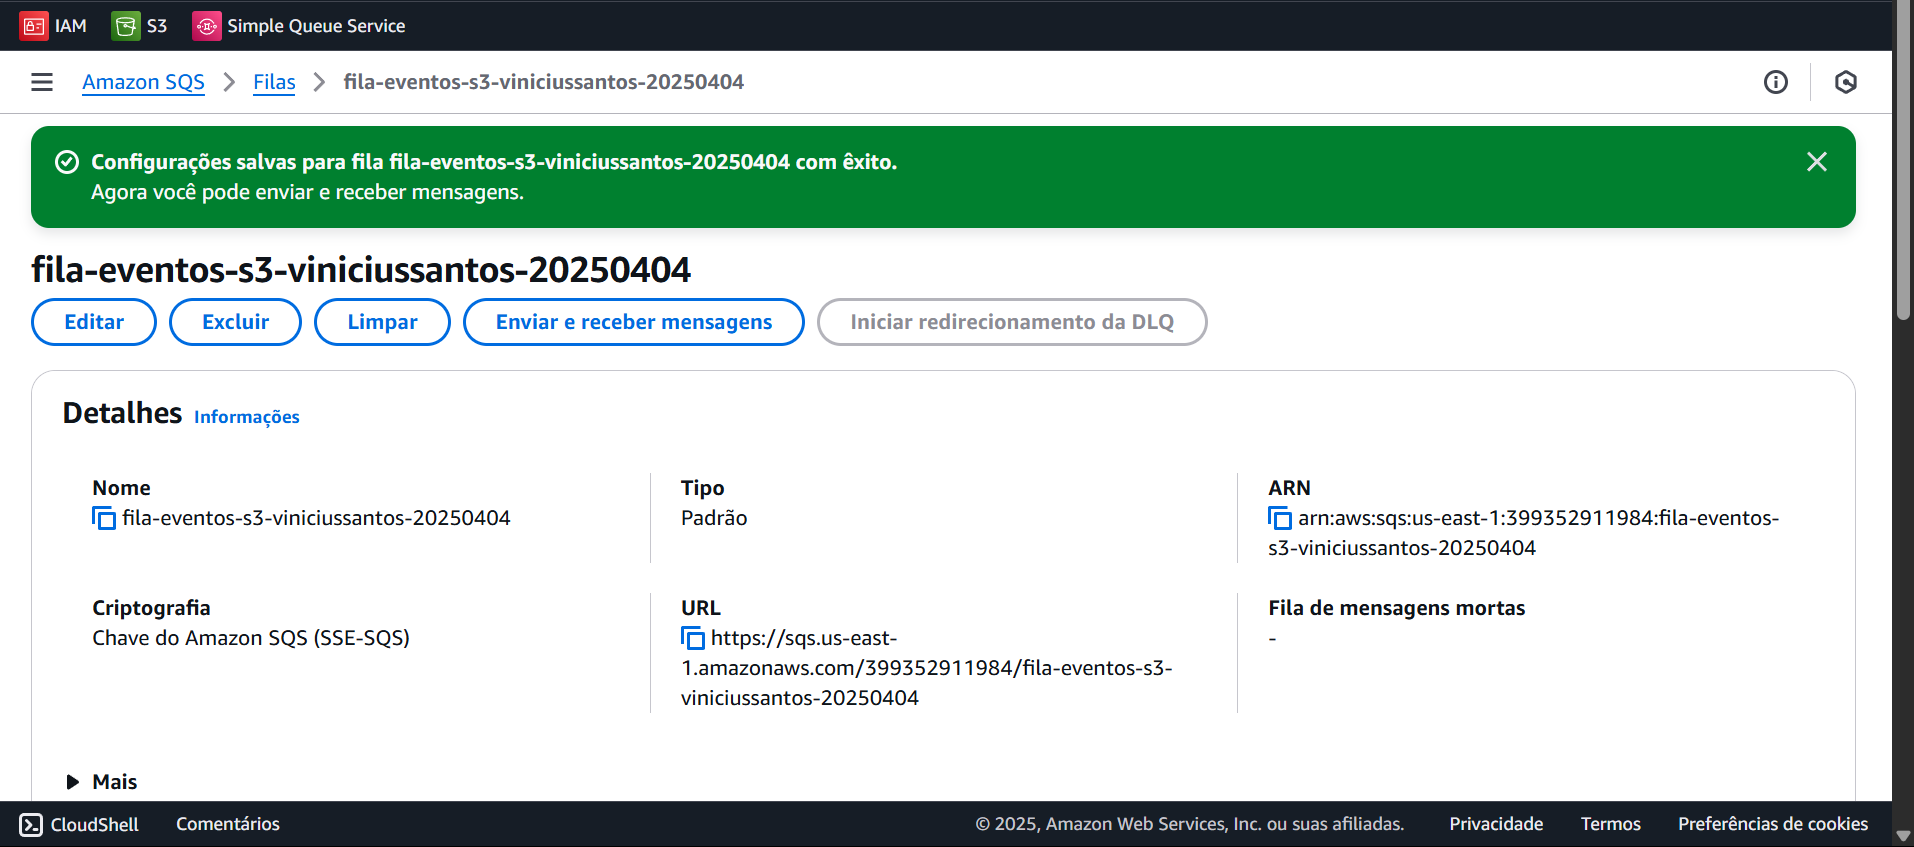 IAM S3 Simple Queue Service
Amazon SQS Filas fila-eventos-s3-viniciussantos-20250404
Configurações salvas para fila fila-eventos-s3-viniciussantos-20250404 com êxito.
Agora você pode enviar e receber mensagens.
fila-eventos-s3-viniciussantos-20250404
Editar Excluir Limpar Enviar e receber mensagens Iniciar redirecionamento da DLQ
Detalhes Informações
Nome
fila-eventos-s3-viniciussantos-20250404
Tipo
Padrão
ARN
arn:aws:sqs:us-east-1:399352911984:fila-eventos-
s3-viniciussantos-20250404
Criptografia
Chave do Amazon SQS (SSE-SQS)
URL
https://sqs.us-east-
1.amazonaws.com/399352911984/fila-eventos-s3-
viniciussantos-20250404
Fila de mensagens mortas
-
Mais
CloudShell Comentários © 2025, Amazon Web Services, Inc. ou suas afiliadas. Privacidade Termos Preferências de cookies